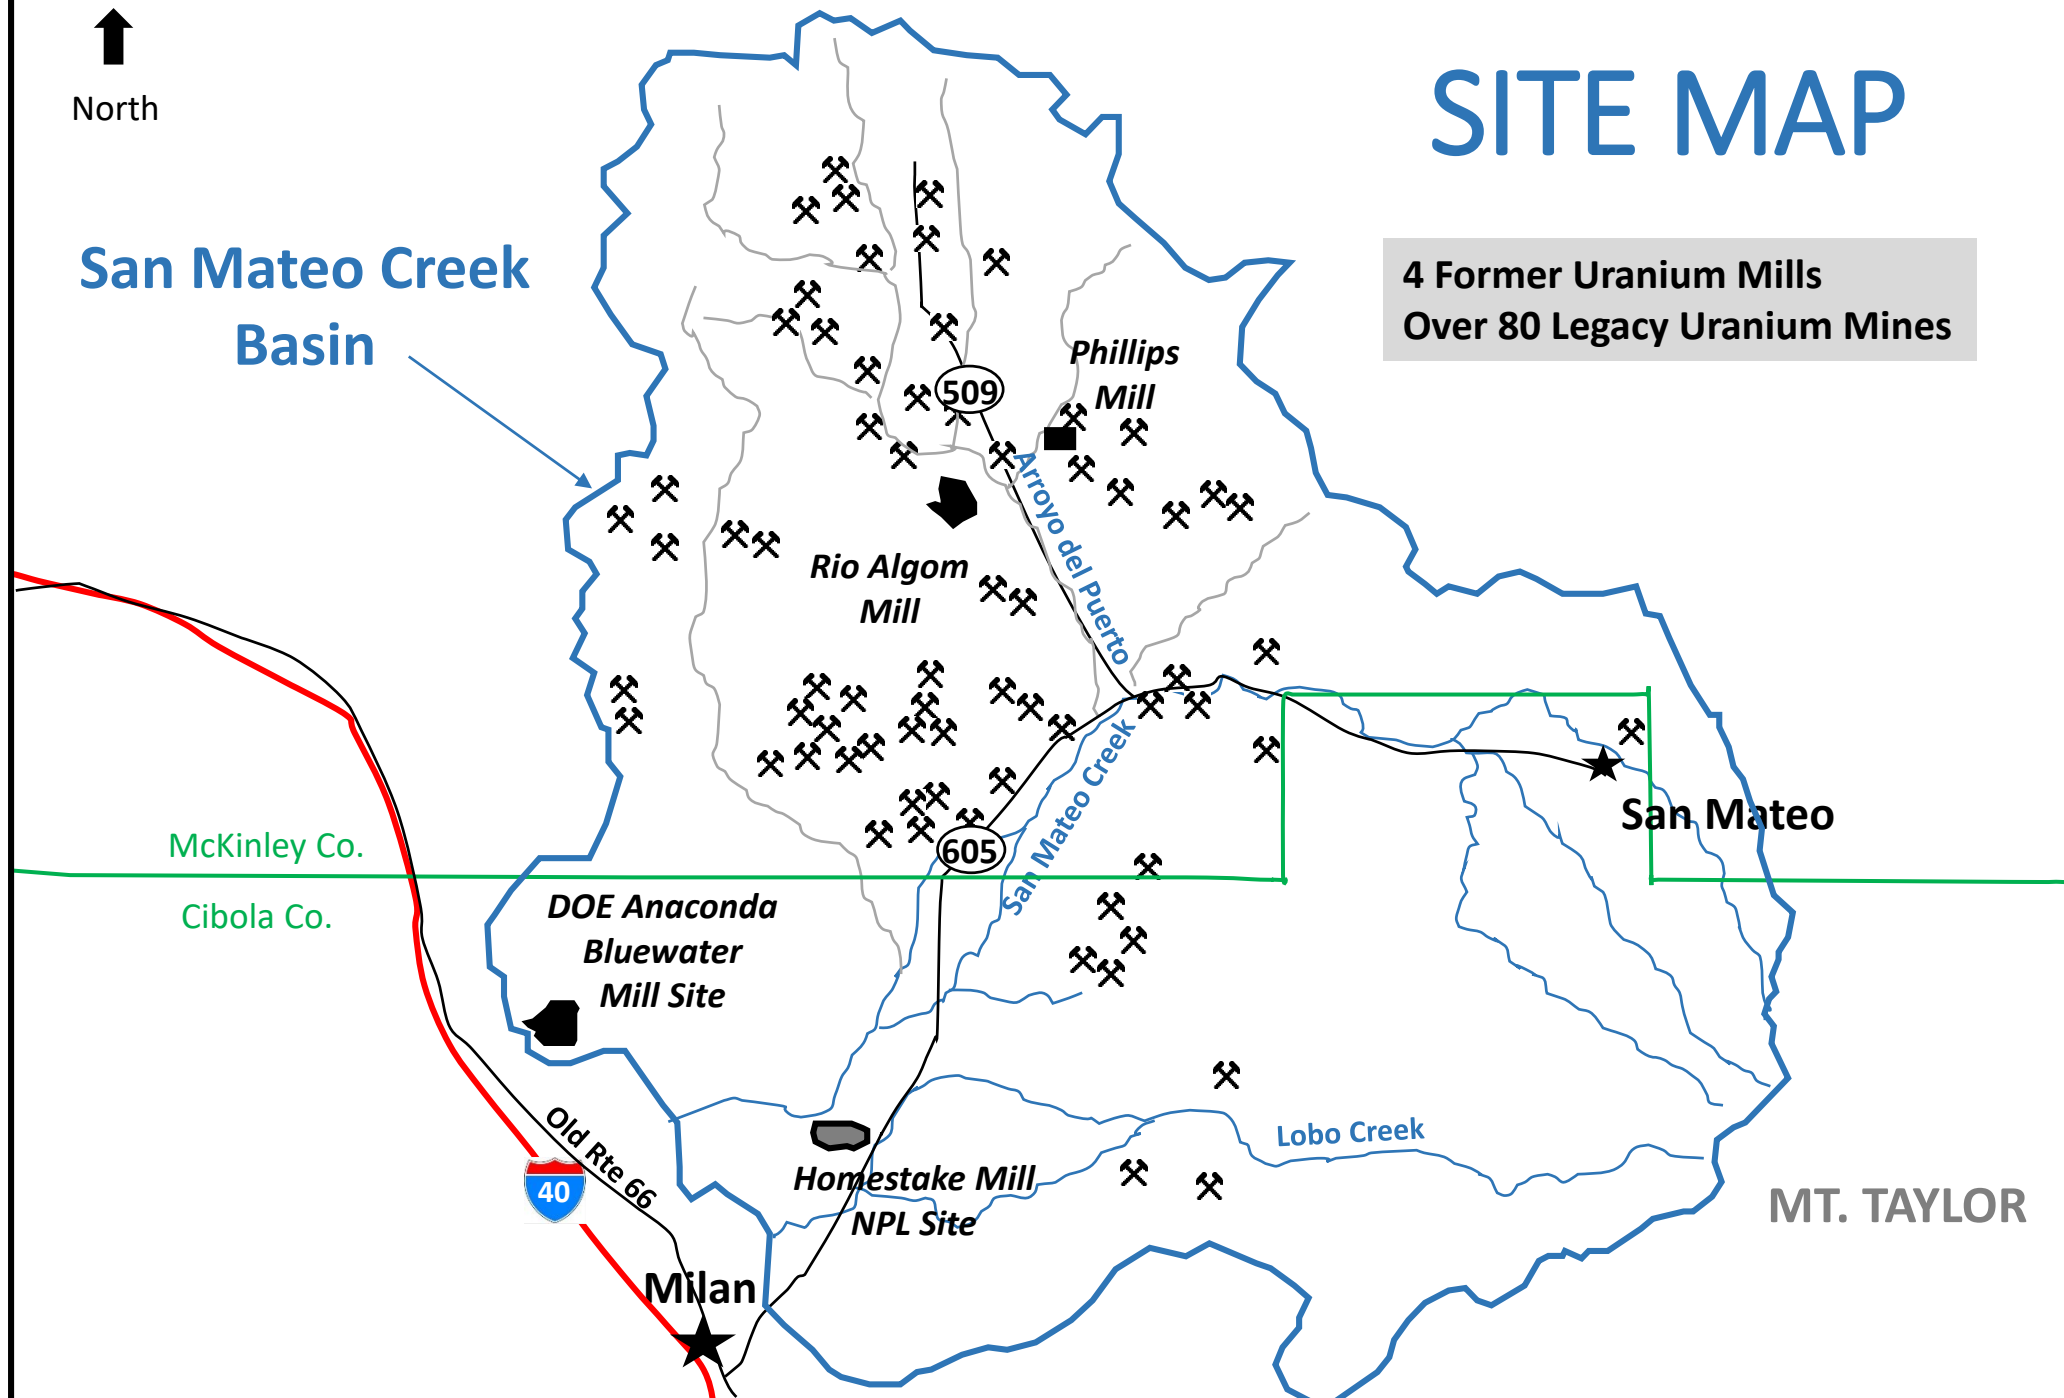 North
SITE MAP
San Mateo Creek
Basin
4 Former Uranium Mills
Over 80 Legacy Uranium Mines
Phillips
Mill
509
Arroyo del Puerto
Rio Algom
Mill
San Mateo Creek
San Mateo
McKinley Co.
605
Cibola Co.
DOE Anaconda
Bluewater
Mill Site
Old Rte 66
40
Lobo Creek
Homestake Mill
NPL Site
MT. TAYLOR
Milan